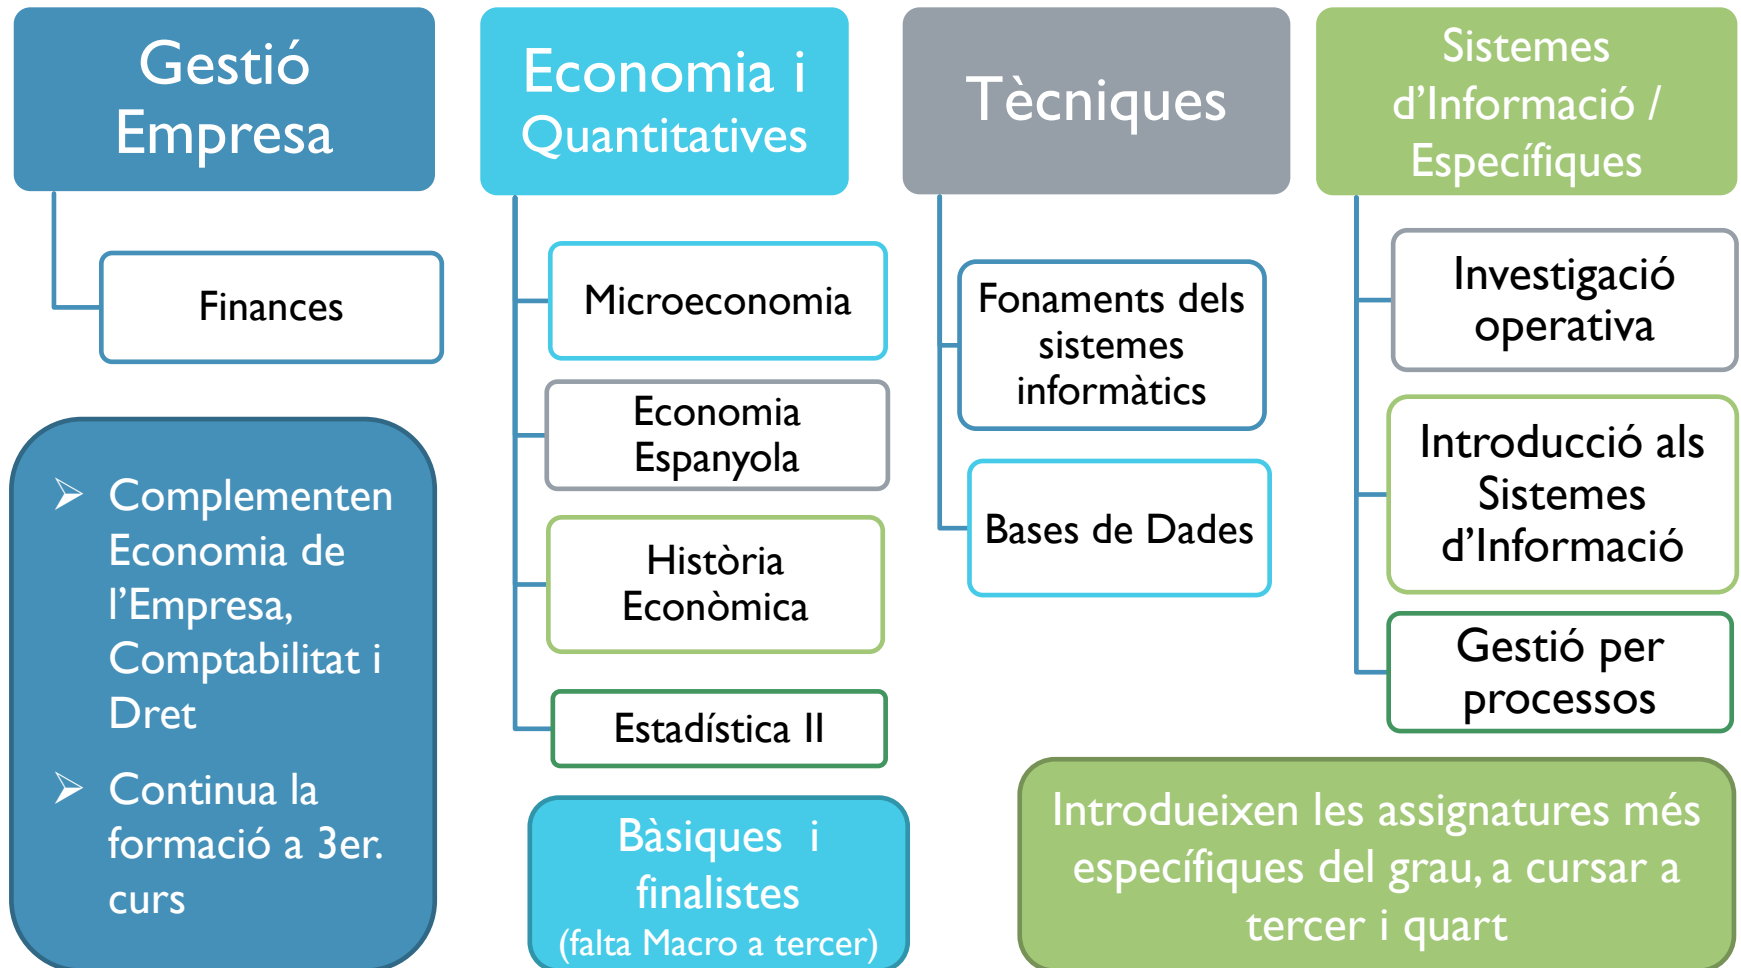 Gestió
Empresa
Finances
➢ Complementen
Economia de
l’Empresa,
Comptabilitat i
Dret
➢ Continua la
formació a 3er.
curs
Economia i
Quantitatives
Microeconomia
Economia
Espanyola
Història
Econòmica
Estadística II
Bàsiques i
finalistes
(falta Macro a tercer)
Tècniques
Fonaments dels
sistemes
informàtics
Bases de Dades
Sistemes
d’Informació /
Específiques
Investigació
operativa
Introducció als
Sistemes
d’Informació
Gestió per
processos
Introdueixen les assignatures més
específiques del grau, a cursar a
tercer i quart